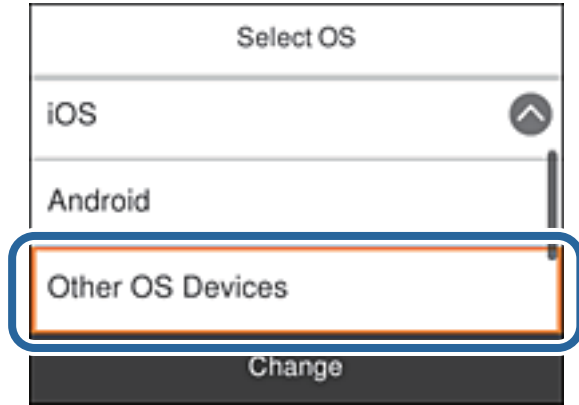 Select OS
iOS
Android
Other OS Devices
Change